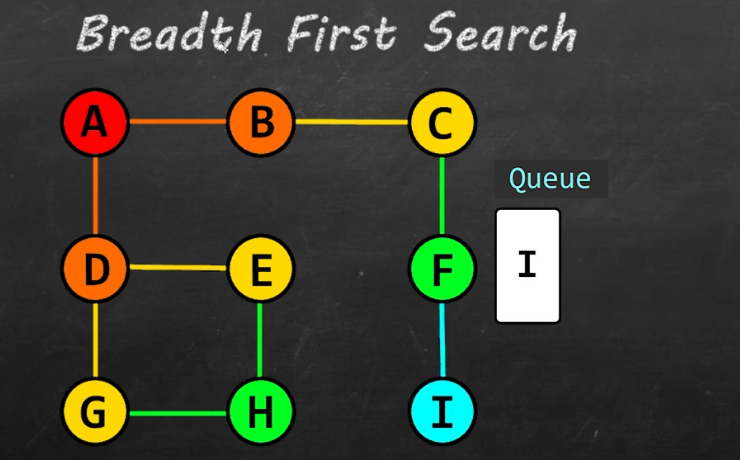 Breadth First Search
A B C
Queue
D E F
I
G H I